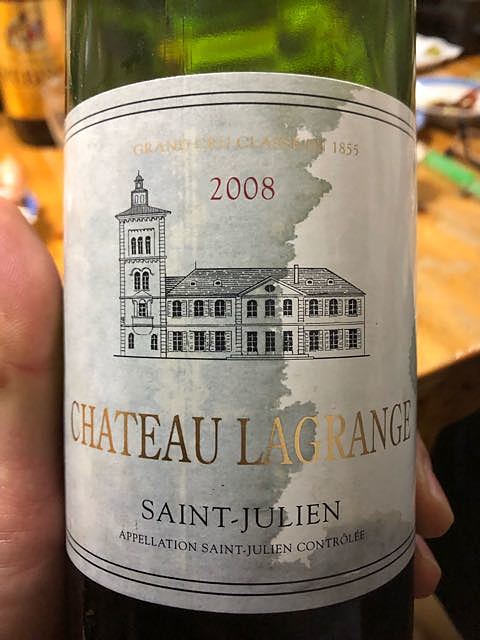 GRAND CRU CLASSÉ EN 1855
2008
CHATEAU LAGRANGE
SAINT-JULIEN
APPELLATION SAINT-JULIEN CONTRÔLÉE